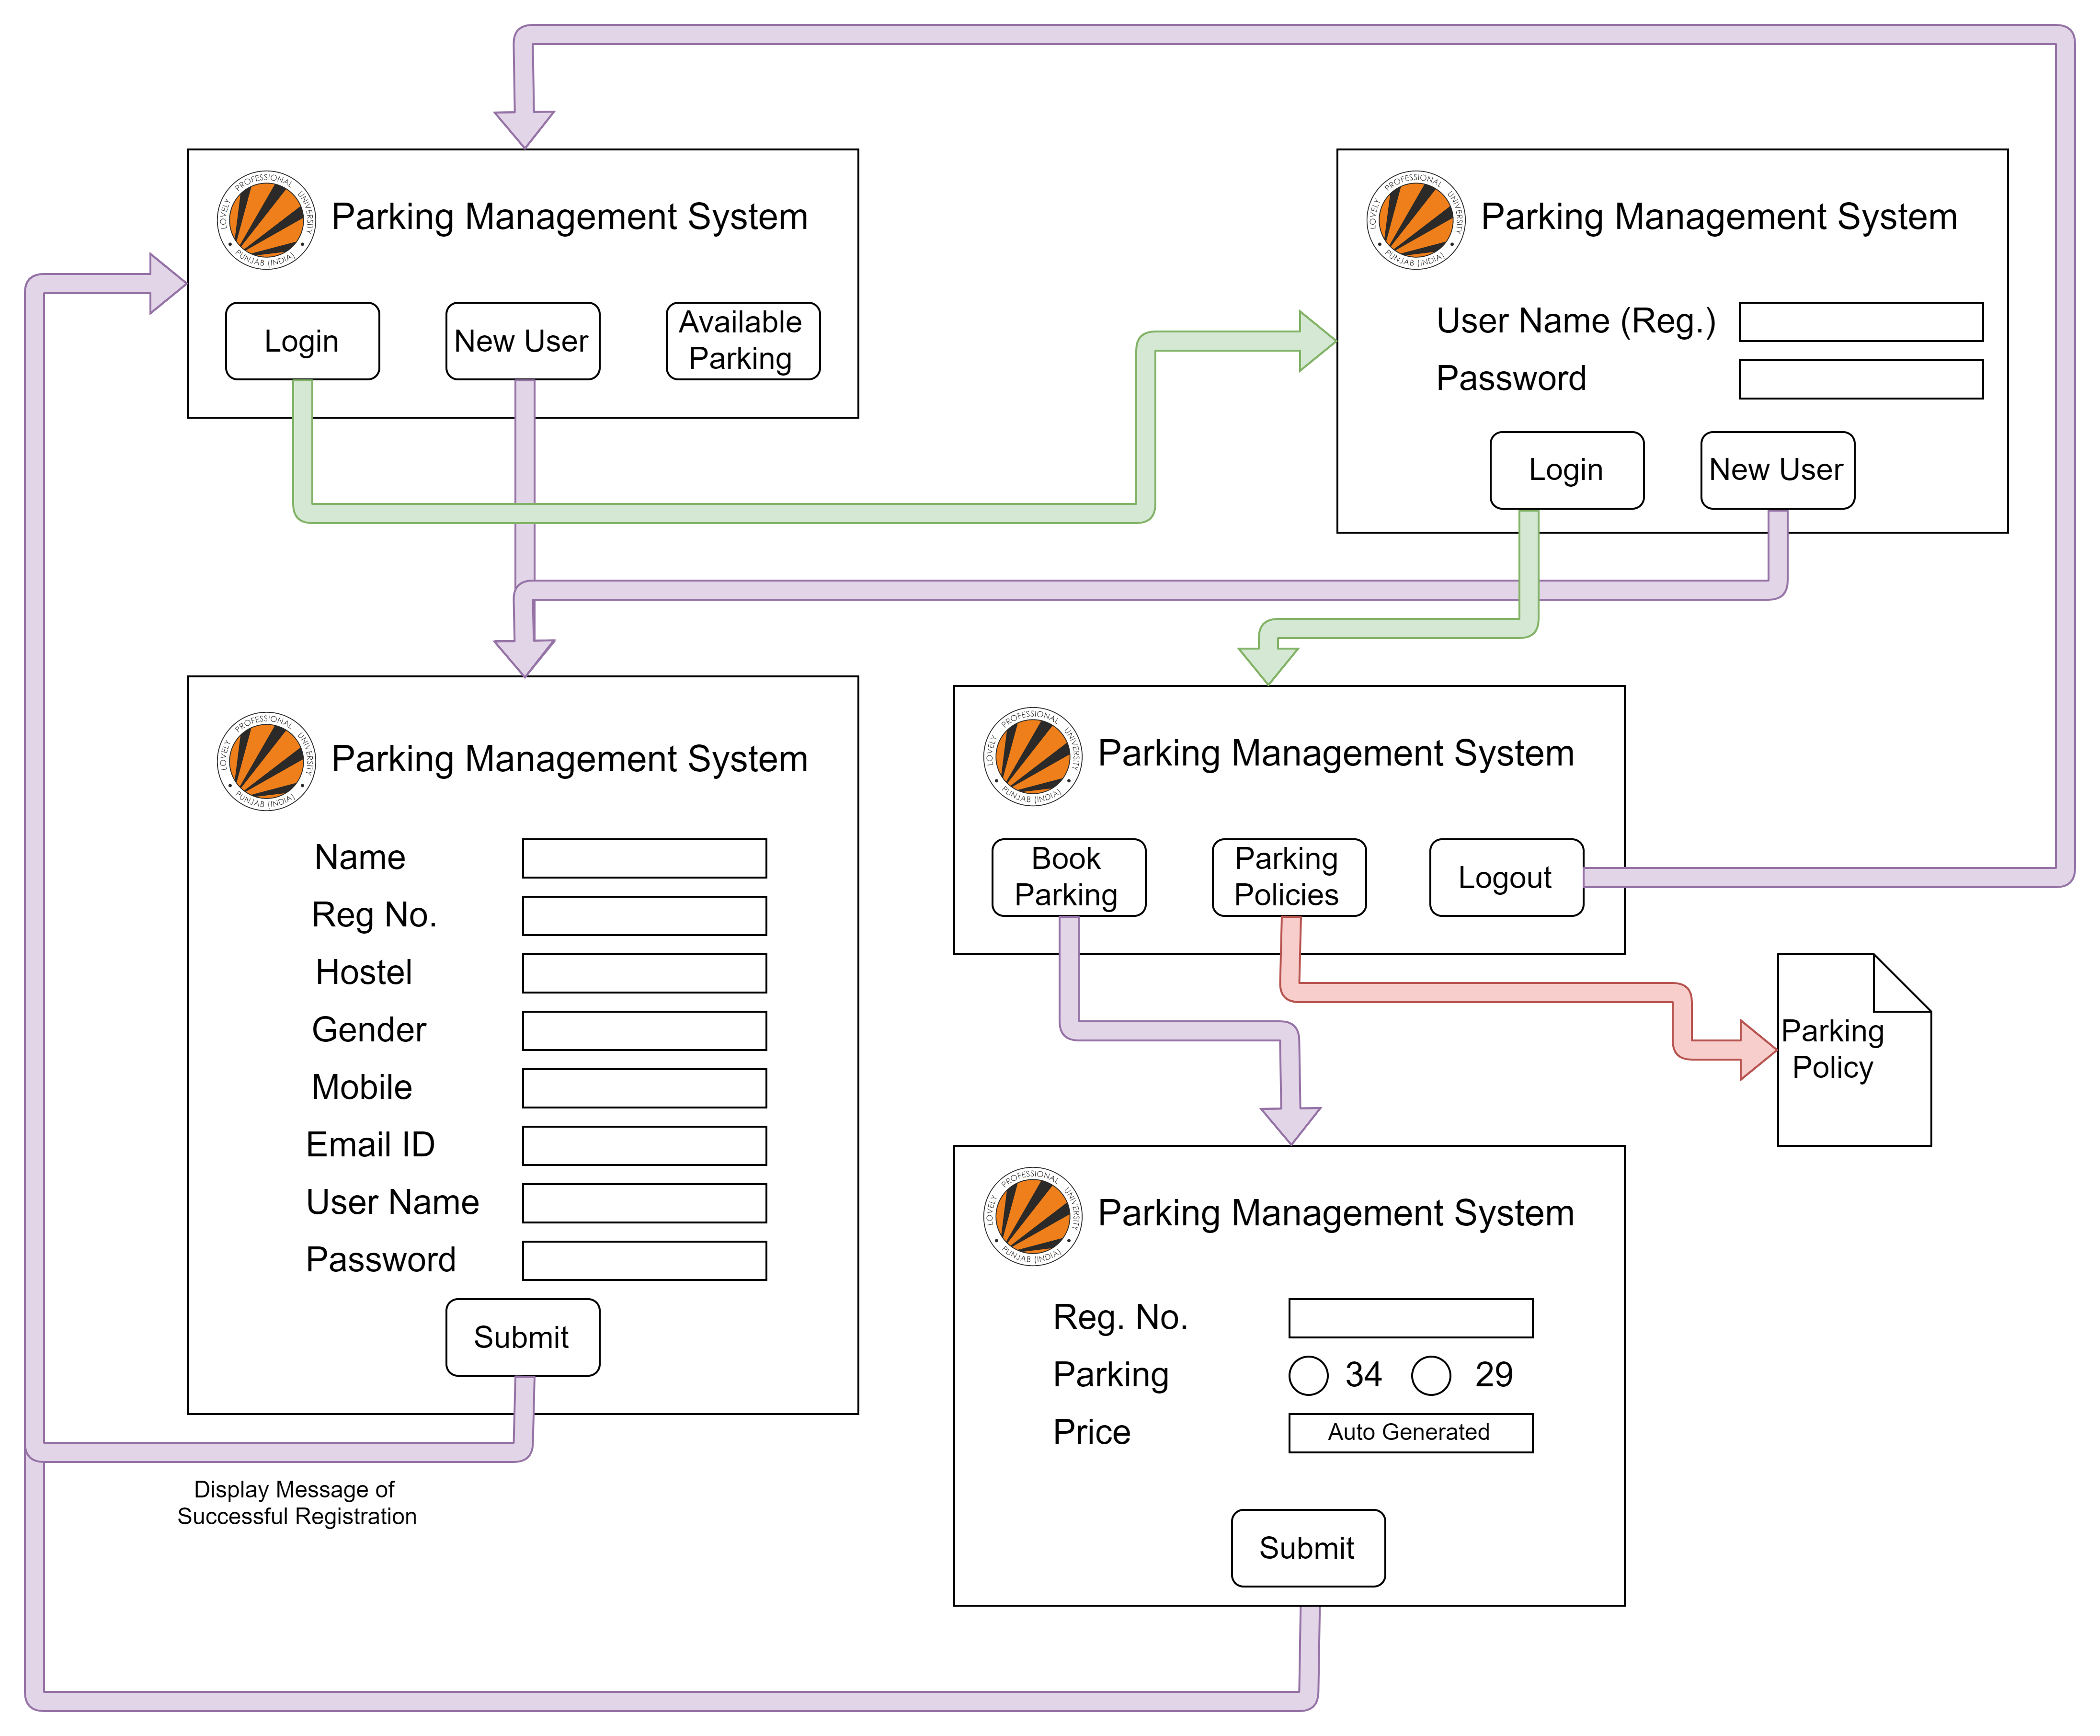 LOVELY PROFESSIONAL UNIVERSITY
PUNJAB (INDIA)
Parking Management System
Login
New User
Available
Parking
LOVELY PROFESSIONAL UNIVERSITY
PUNJAB (INDIA)
Parking Management System
User Name (Reg.)
Password
Login
New User
LOVELY PROFESSIONAL UNIVERSITY
PUNJAB (INDIA)
Parking Management System
Name
Reg No.
Hostel
Gender
Mobile
Email ID
User Name
Password
Submit
Display Message of
Successful Registration
LOVELY PROFESSIONAL UNIVERSITY
PUNJAB (INDIA)
Parking Management System
Book
Parking
Parking
Policies
Logout
Parking
Policy
LOVELY PROFESSIONAL UNIVERSITY
PUNJAB (INDIA)
Parking Management System
Reg. No.
Parking 34 29
Price Auto Generated
Submit